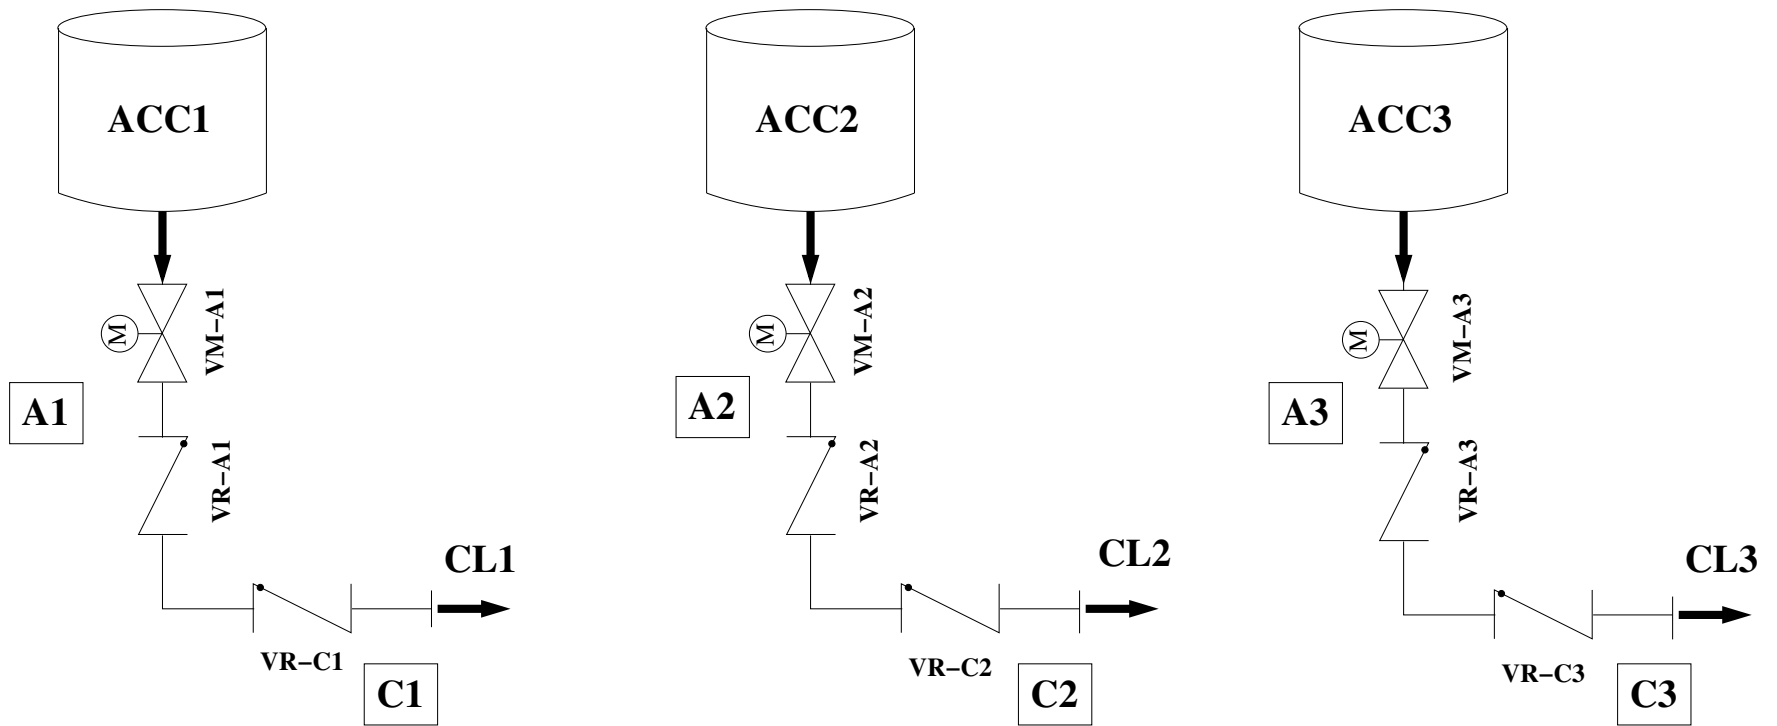 ACC1
ACC2
ACC3
M
VM–A1
M
VM–A2
M
VM–A3
A1
A2
A3
VR–A1
VR–A2
VR–A3
CL1
CL2
CL3
VR–C1
VR–C2
VR–C3
C1
C2
C3